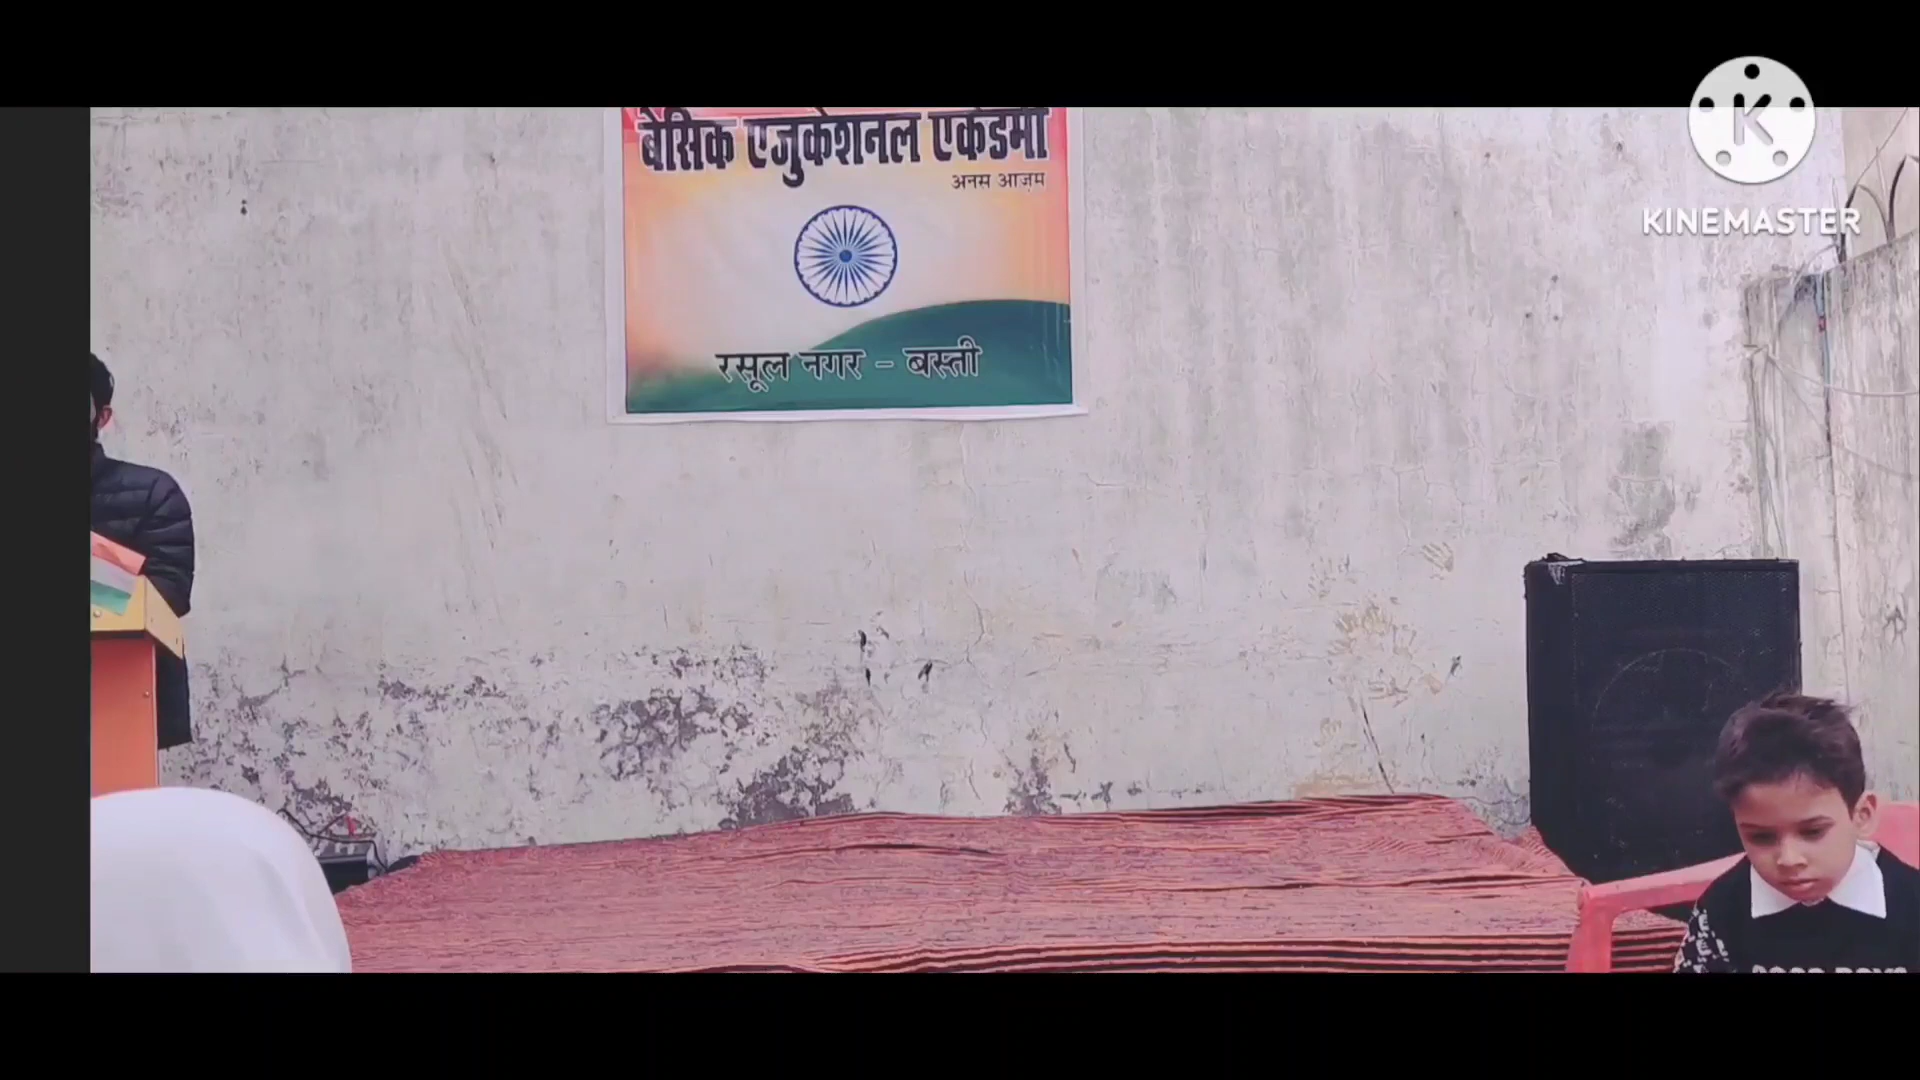 बेसिक एजुकेशनल एकेडमी
अनस आज़म
रसूल नगर - बस्ती
K
KINEMASTER